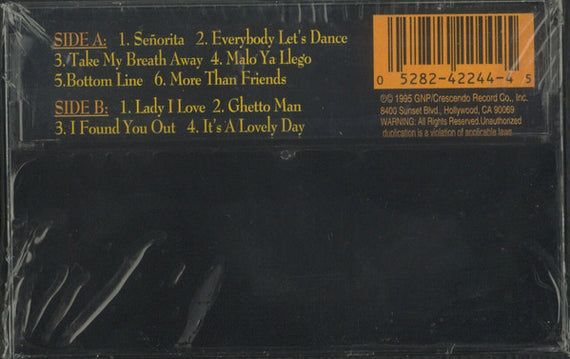 SIDE A: 1. Señorita 2. Everybody Let's Dance
3. Take My Breath Away 4. Malo Ya Llego
5.Bottom Line 6. More Than Friends
SIDE B: 1. Lady I Love 2. Ghetto Man
3. I Found You Out 4. It's A Lovely Day
0 5282-42244-4 5
℗© 1995 GNP/Crescendo Record Co., Inc.
8400 Sunset Blvd., Hollywood, CA 90069
WARNING. All Rights Reserved.Unauthorized
duplication is a violation of applicable laws